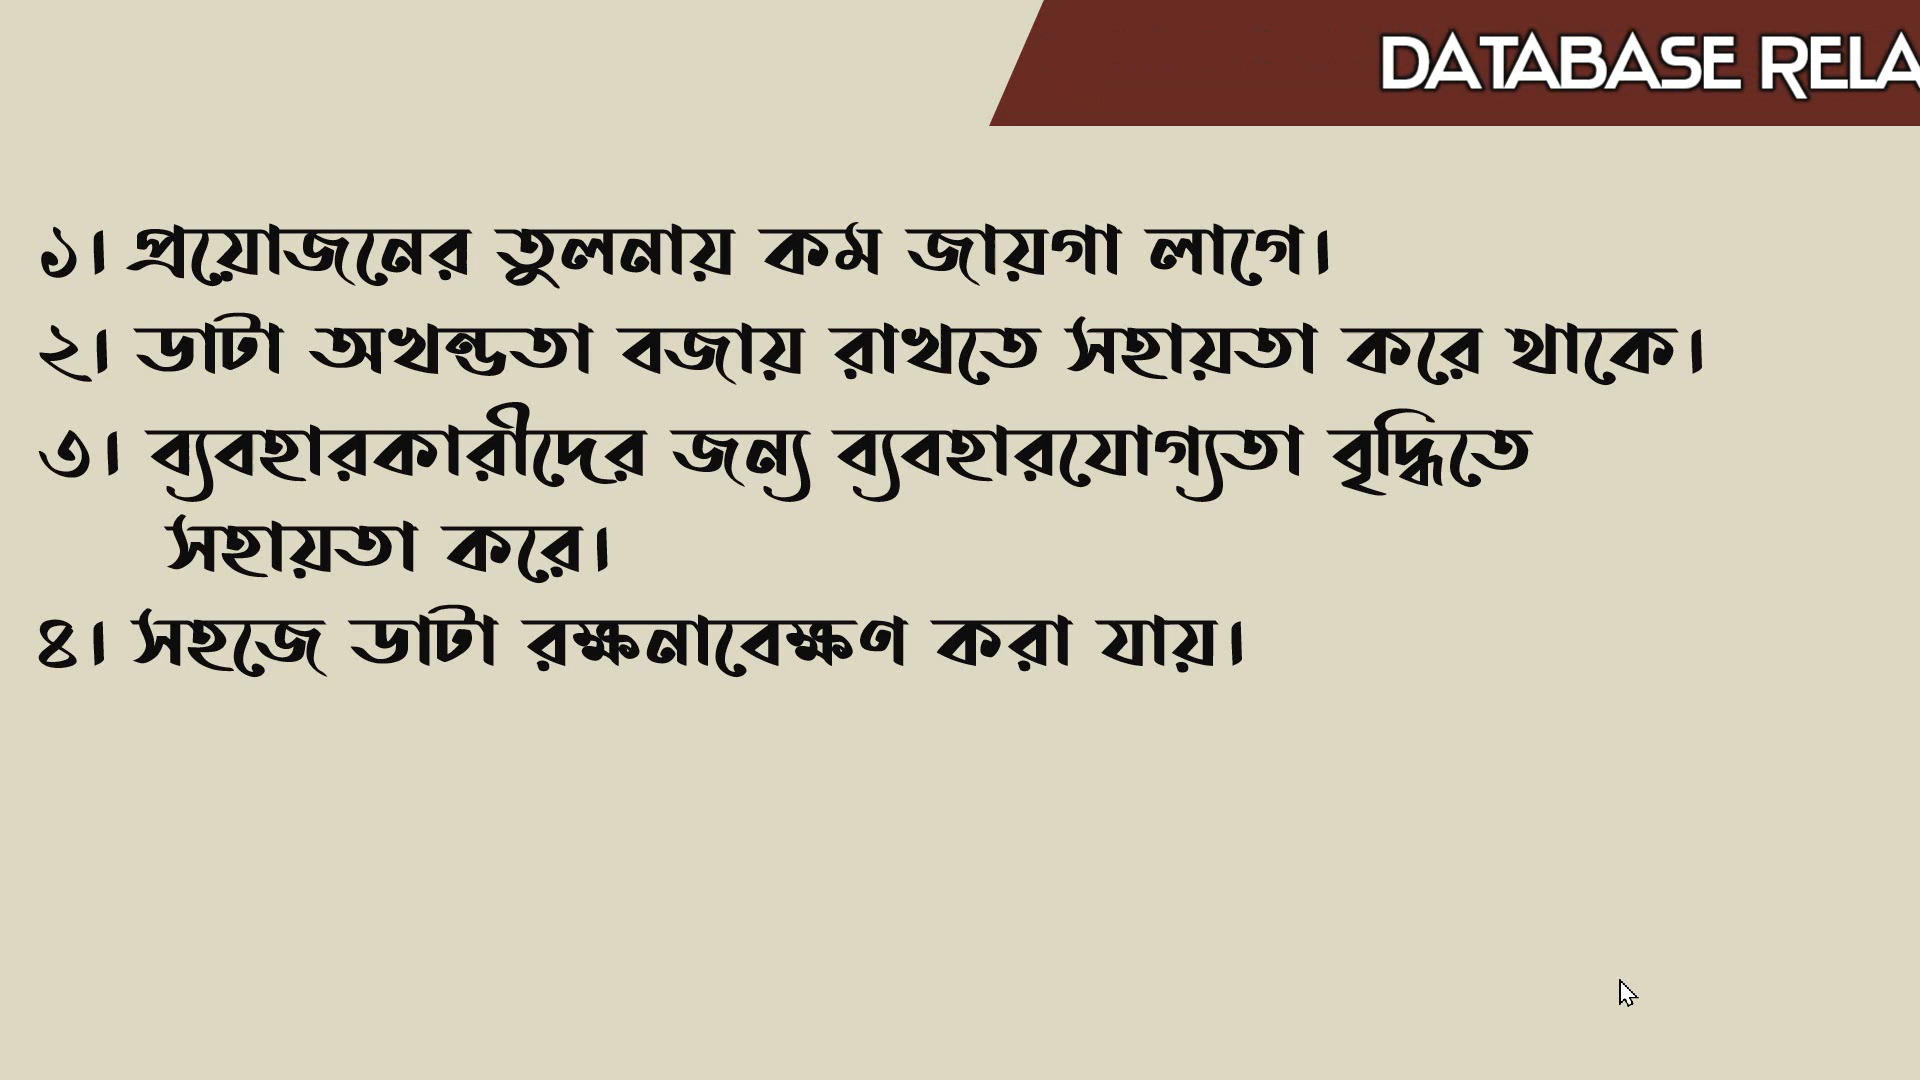 DATABASE RELA
১। প্রয়োজনের তুলনায় কম জায়গা লাগে।
২। ডাটা অখন্ডতা বজায় রাখতে সহায়তা করে থাকে।
৩। ব্যবহারকারীদের জন্য ব্যবহারযোগ্যতা বৃদ্ধিতে
সহায়তা করে।
৪। সহজে ডাটা রক্ষনাবেক্ষণ করা যায়।